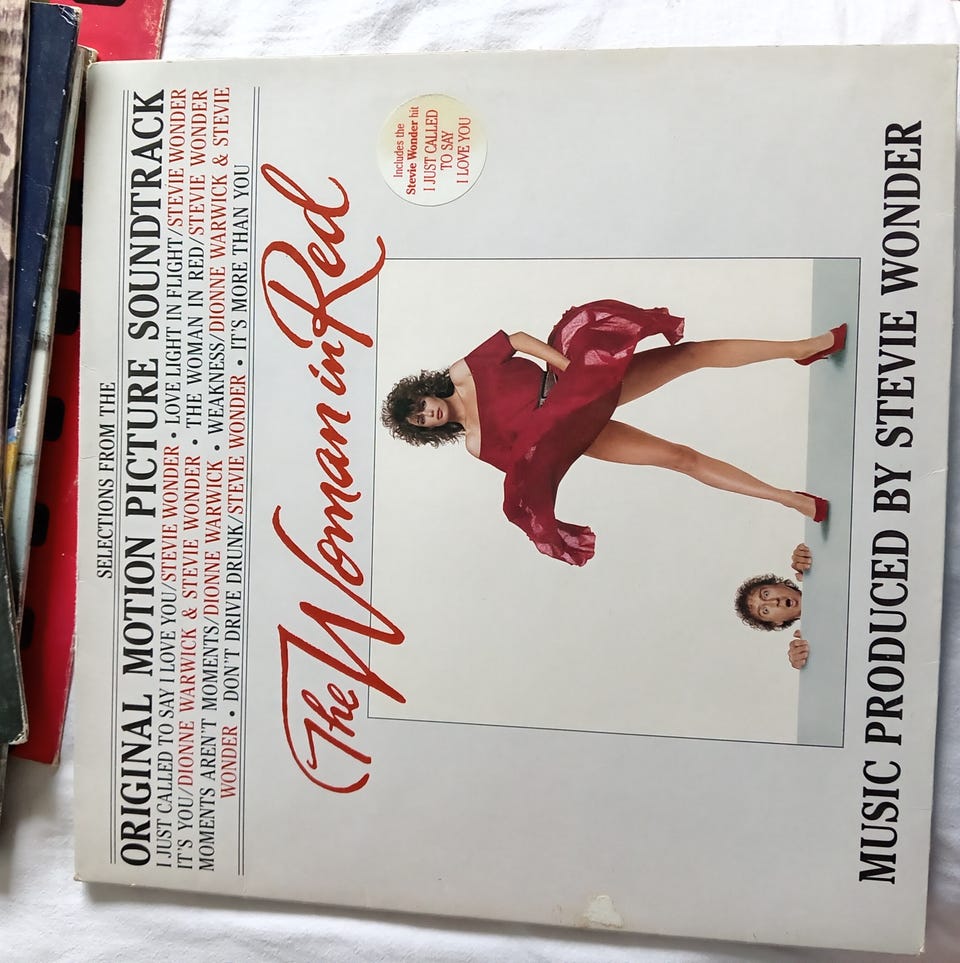 SELECTIONS FROM THE
ORIGINAL MOTION PICTURE SOUNDTRACK
I JUST CALLED TO SAY I LOVE YOU/STEVIE WONDER • LOVE LIGHT IN FLIGHT/STEVIE WONDER
IT'S YOU/DIONNE WARWICK & STEVIE WONDER • THE WOMAN IN RED/STEVIE WONDER
MOMENTS AREN'T MOMENTS/DIONNE WARWICK • WEAKNESS/DIONNE WARWICK & STEVIE
WONDER • DON'T DRIVE DRUNK/STEVIE WONDER • IT'S MORE THAN YOU
The Woman in Red
Includes the
Stevie Wonder hit
I JUST CALLED
TO SAY
I LOVE YOU
MUSIC PRODUCED BY STEVIE WONDER